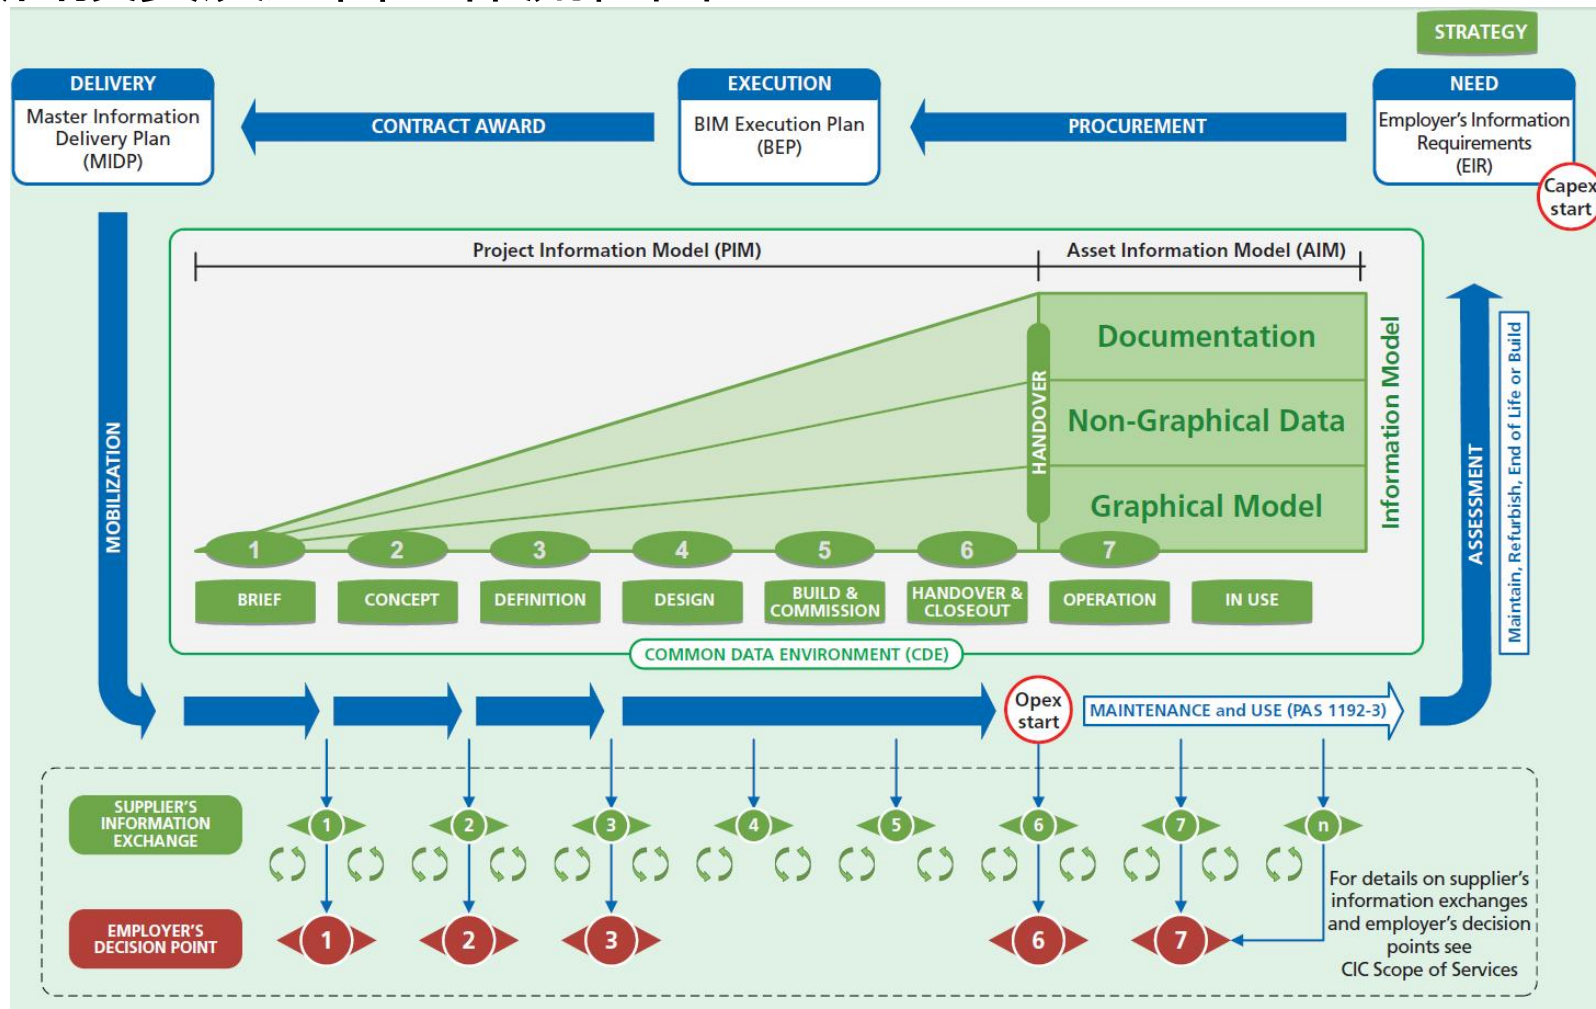 STRATEGY
DELIVERY
Master Information
Delivery Plan
(MIDP)
CONTRACT AWARD
EXECUTION
BIM Execution Plan
(BEP)
PROCUREMENT
NEED
Employer's Information
Requirements
(EIR)
Capex
start
Project Information Model (PIM)
Asset Information Model (AIM)
MOBILIZATION
Documentation
Non-Graphical Data
Graphical Model
HANDOVER
Information Model
ASSESSMENT
Maintain, Refurbish, End of Life or Build
1 2 3 4 5 6 7
BRIEF
CONCEPT
DEFINITION
DESIGN
BUILD &
COMMISSION
HANDOVER &
CLOSEOUT
OPERATION
IN USE
COMMON DATA ENVIRONMENT (CDE)
Opex
start
MAINTENANCE and USE (PAS 1192-3)
SUPPLIER'S
INFORMATION
EXCHANGE
1 2 3 4 5 6 7 n
EMPLOYER'S
DECISION POINT
1 2 3 6 7
For details on supplier's
information exchanges
and employer's decision
points see
CIC Scope of Services